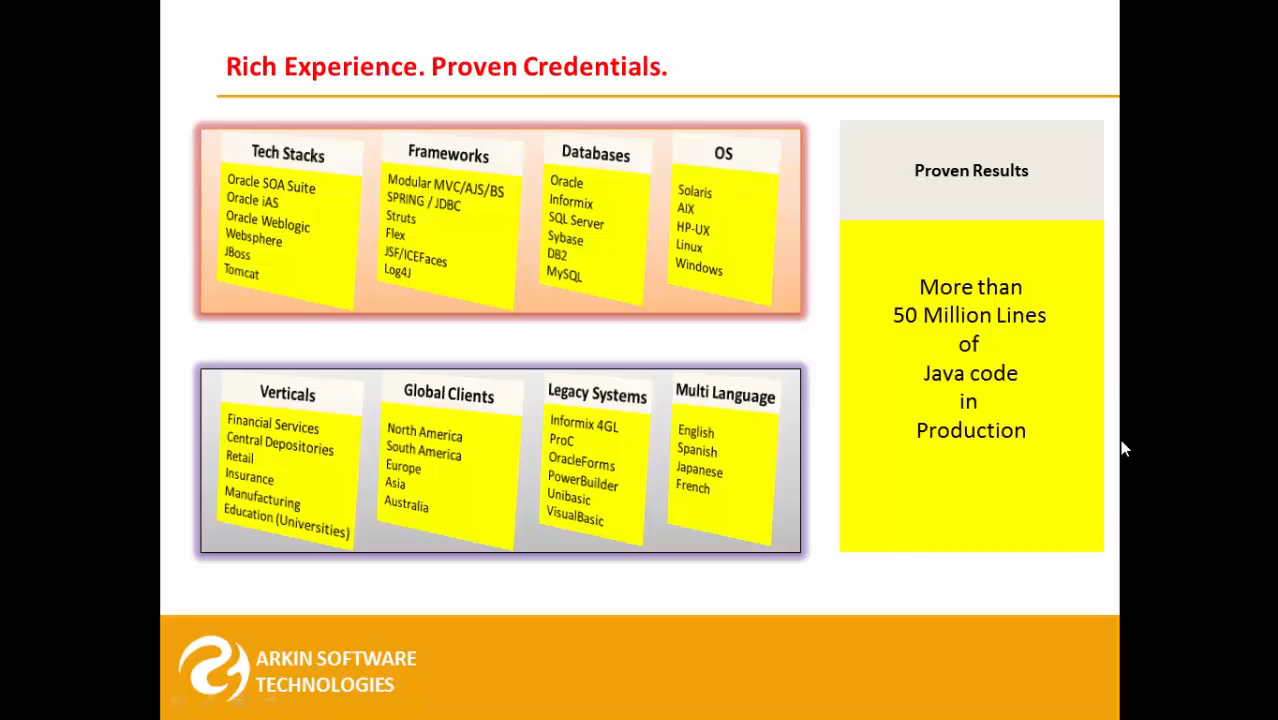 Rich Experience. Proven Credentials.
Tech Stacks
Oracle SOA Suite
Oracle iAS
Oracle Weblogic
Websphere
JBoss
Tomcat
Frameworks
Modular MVC/AJS/BS
SPRING / JDBC
Struts
Flex
JSF/ICEFaces
Log4J
Databases
Oracle
Informix
SQL Server
Sybase
DB2
MySQL
OS
Solaris
AIX
HP-UX
Linux
Windows
Proven Results
More than
50 Million Lines
of
Java code
in
Production
Verticals
Financial Services
Central Depositories
Retail
Insurance
Manufacturing
Education (Universities)
Global Clients
North America
South America
Europe
Asia
Australia
Legacy Systems
Informix 4GL
ProC
OracleForms
PowerBuilder
Unibasic
VisualBasic
Multi Language
English
Spanish
Japanese
French
ARKIN SOFTWARE
TECHNOLOGIES